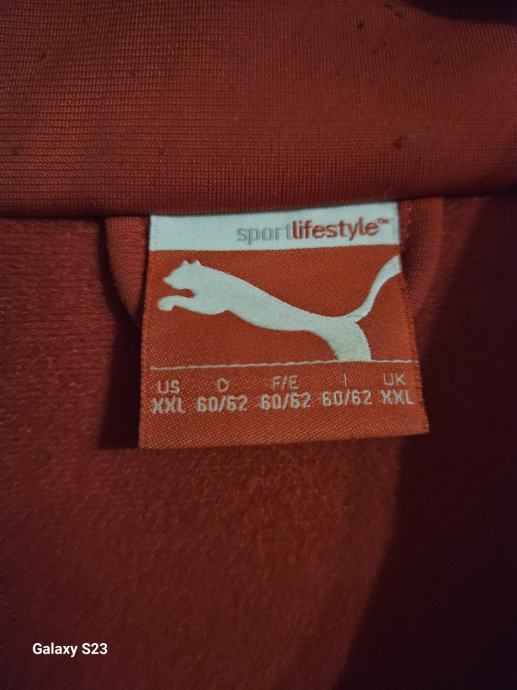 sportlifestyle™
US D F/E I UK
XXL 60/62 60/62 60/62 XXL
Galaxy S23